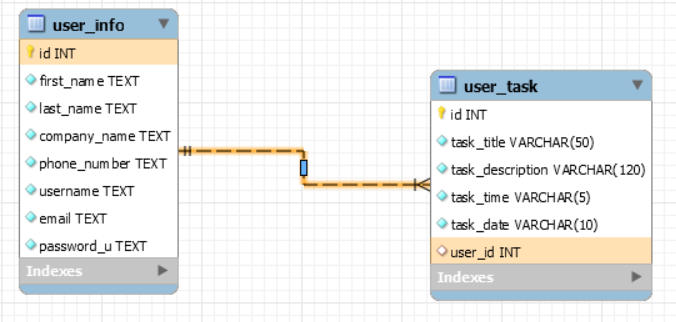 user_info
id INT
first_name TEXT
last_name TEXT
company_name TEXT
phone_number TEXT
username TEXT
email TEXT
password_u TEXT
Indexes
user_task
id INT
task_title VARCHAR(50)
task_description VARCHAR(120)
task_time VARCHAR(5)
task_date VARCHAR(10)
user_id INT
Indexes